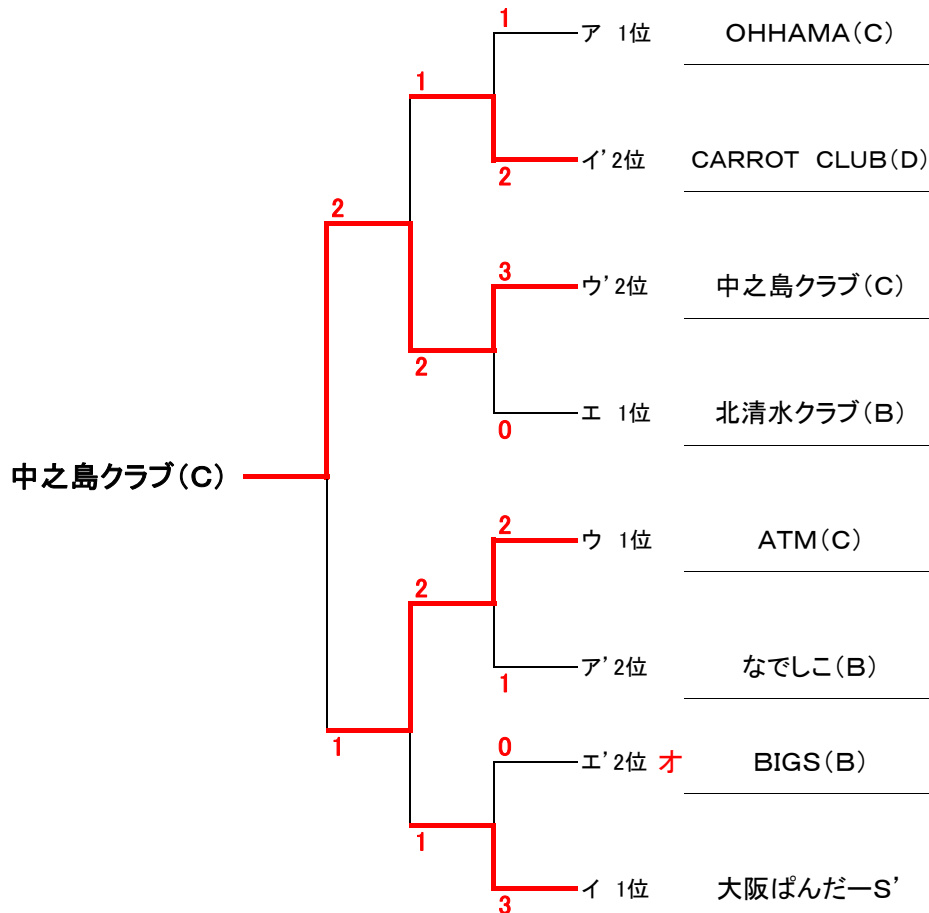 1
ア 1位 OHHAMA(C)
1
イ’2位 CARROT CLUB(D)
2
2
3
ウ’2位 中之島クラブ(C)
2
エ 1位 北清水クラブ(B)
0
中之島クラブ(C)
2
ウ 1位 ATM(C)
2
ア’2位 なでしこ(B)
1
1
0
エ’2位 オ BIGS(B)
1
イ 1位 大阪ぱんだーS’
3